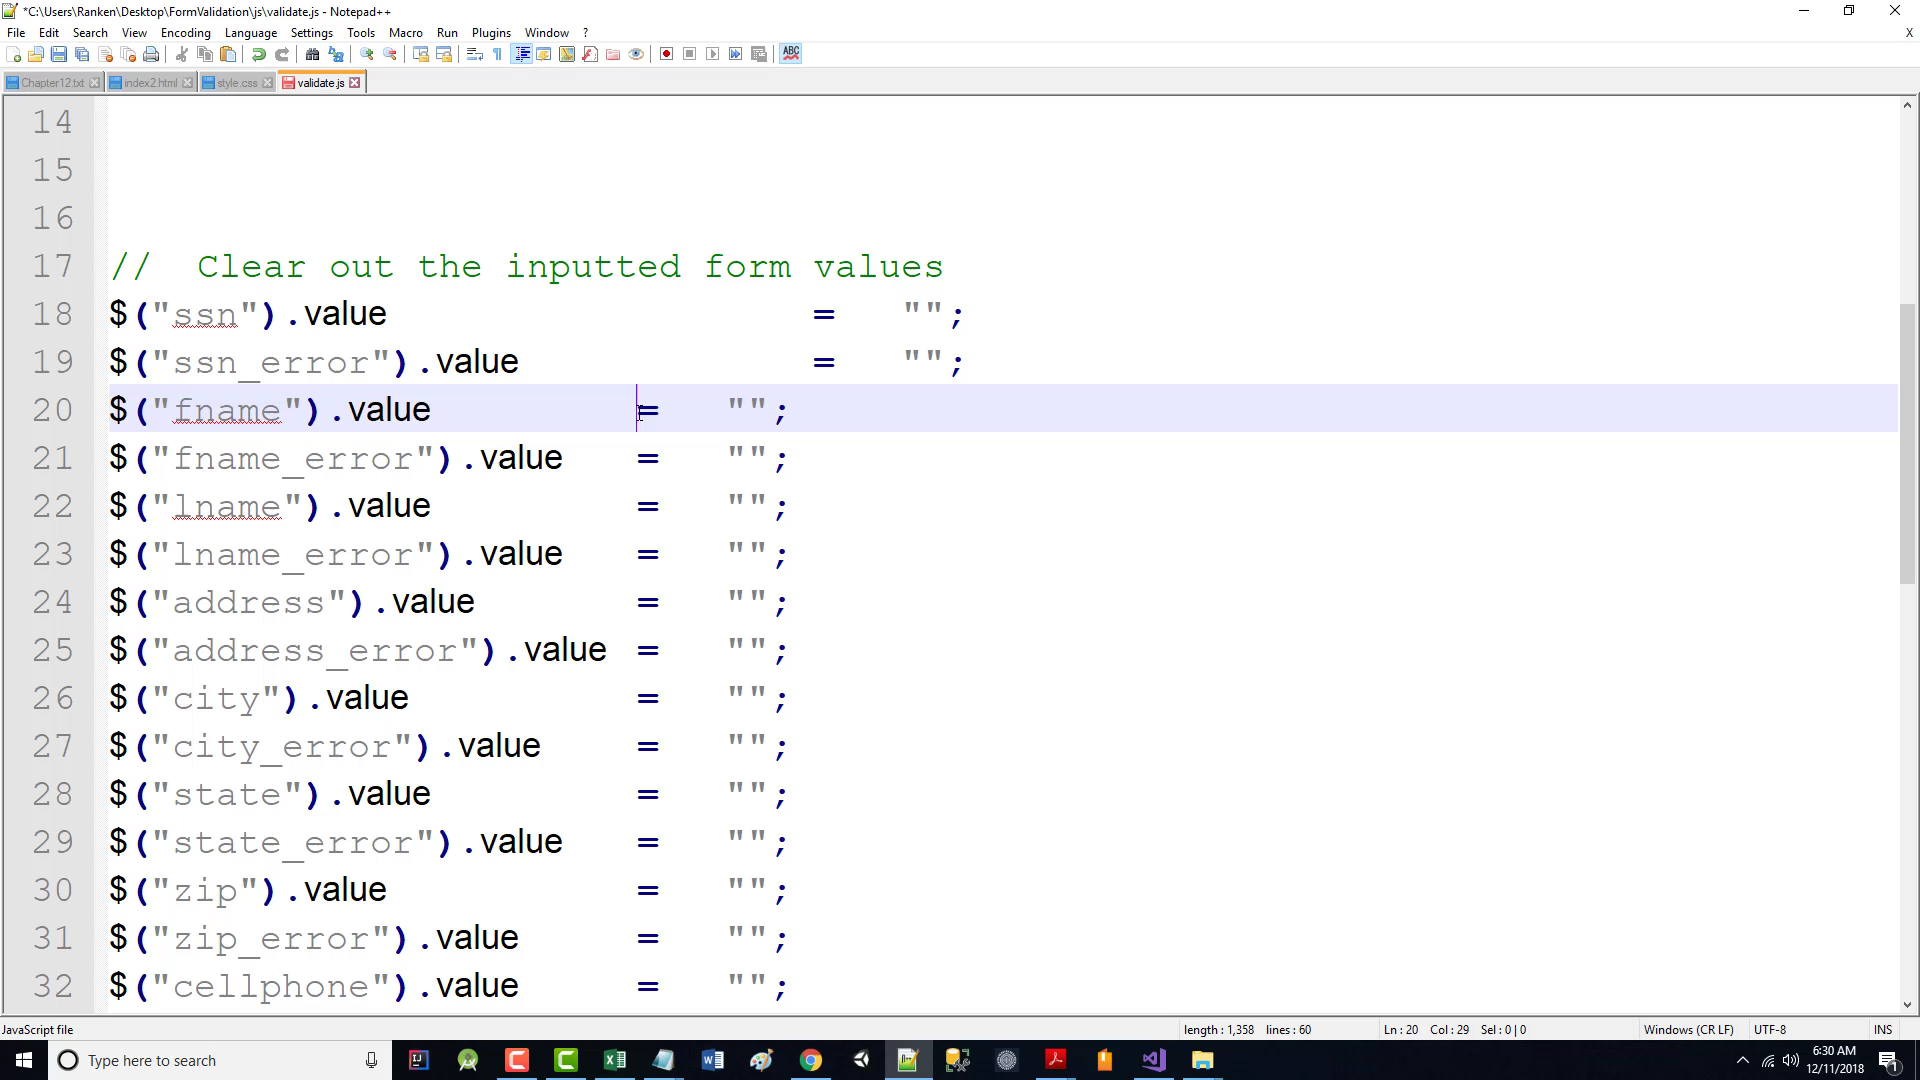 *C:\Users\Ranken\Desktop\FormValidation\js\validate.js - Notepad++
File Edit Search View Encoding Language Settings Tools Macro Run Plugins Window ? X
ABC
Chapter12.txt index2.html style.css validate.js
14
15
16
17 // Clear out the inputted form values
18 $("ssn").value = "";
19 $("ssn_error").value = "";
20 $("fname").value = "";
21 $("fname_error").value = "";
22 $("lname").value = "";
23 $("lname_error").value = "";
24 $("address").value = "";
25 $("address_error").value = "";
26 $("city").value = "";
27 $("city_error").value = "";
28 $("state").value = "";
29 $("state_error").value = "";
30 $("zip").value = "";
31 $("zip_error").value = "";
32 $("cellphone").value = "";
JavaScript file length : 1,358 lines : 60 Ln : 20 Col : 29 Sel : 0 | 0 Windows (CR LF) UTF-8 INS
Type here to search
6:30 AM
12/11/2018
1